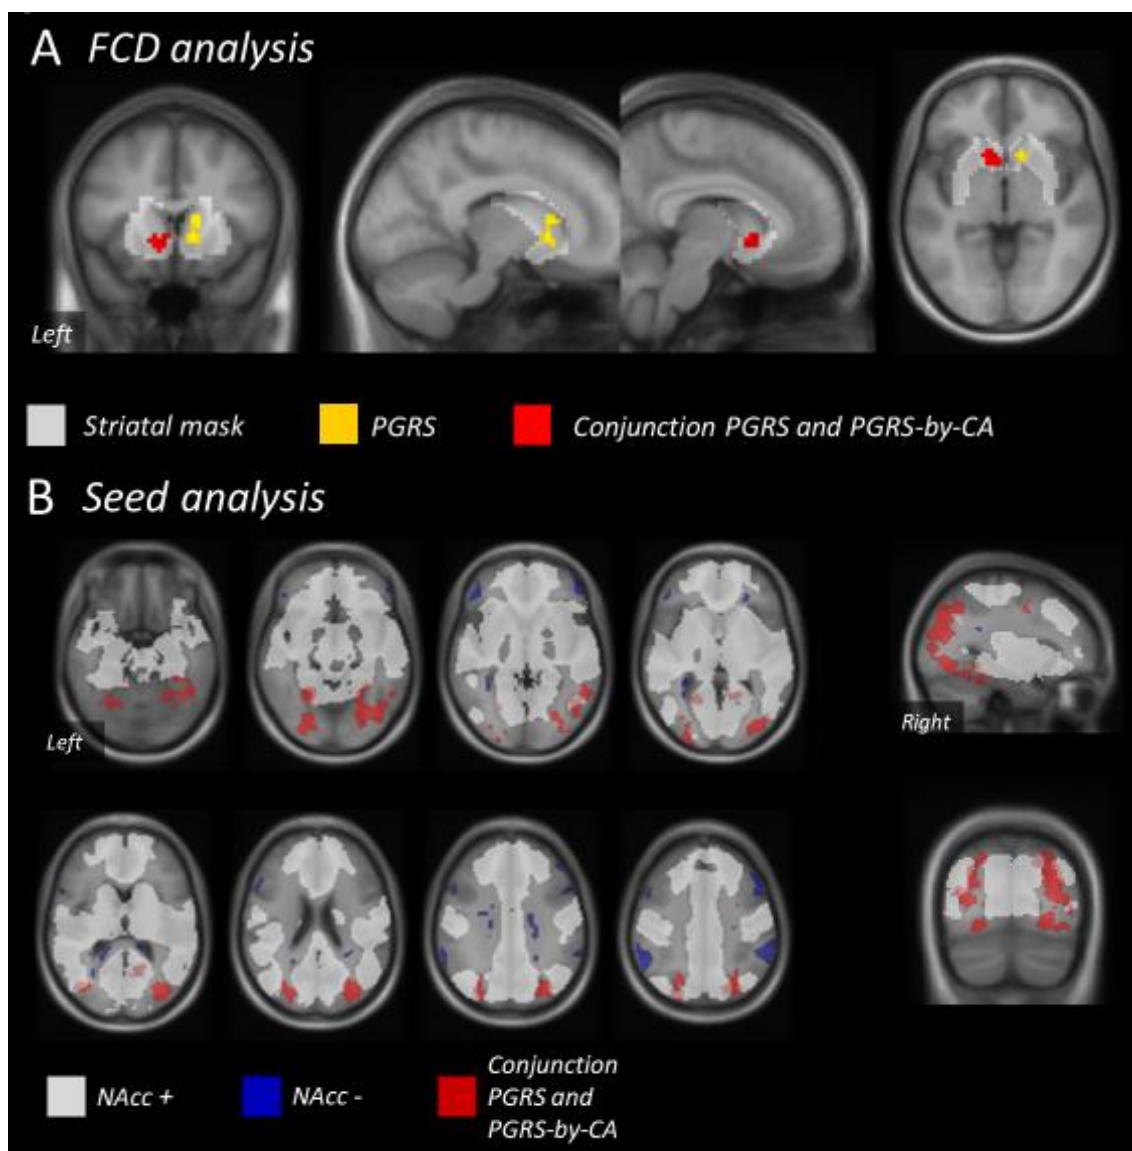 A FCD analysis
Left
Striatal mask
PGRS
Conjunction PGRS and PGRS-by-CA
B Seed analysis
Left
Right
NAcc +
NAcc -
Conjunction
PGRS and
PGRS-by-CA